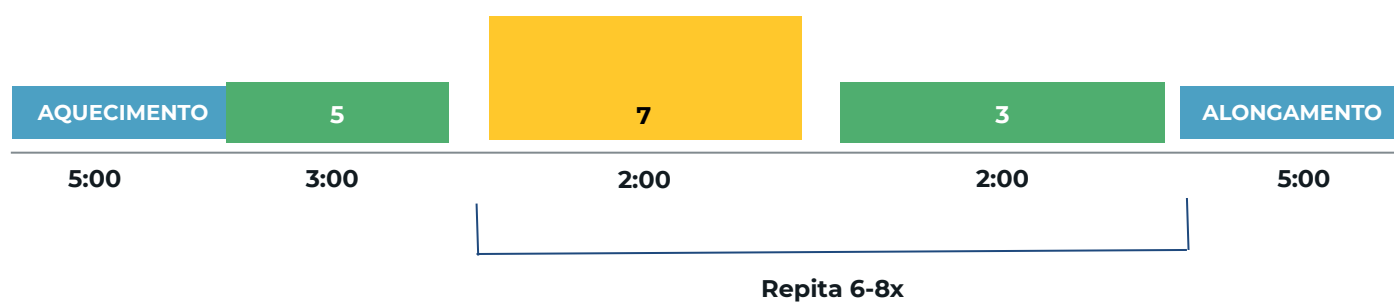 AQUECIMENTO 5 7 3 ALONGAMENTO
5:00 3:00 2:00 2:00 5:00
Repita 6-8x